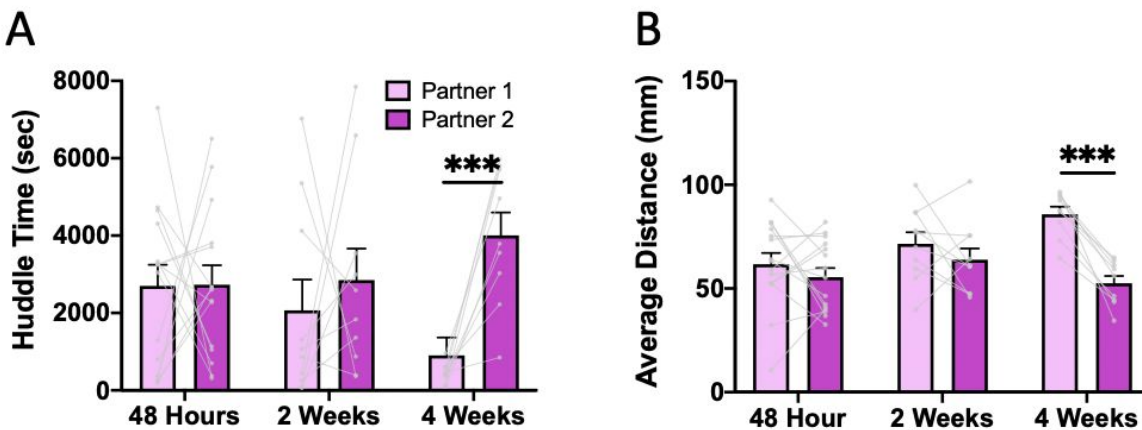 A
Huddle Time (sec)
8000
6000
4000
2000
0
Partner 1
Partner 2
***
48 Hours 2 Weeks 4 Weeks
B
Average Distance (mm)
150
100
50
0
***
48 Hour 2 Weeks 4 Weeks